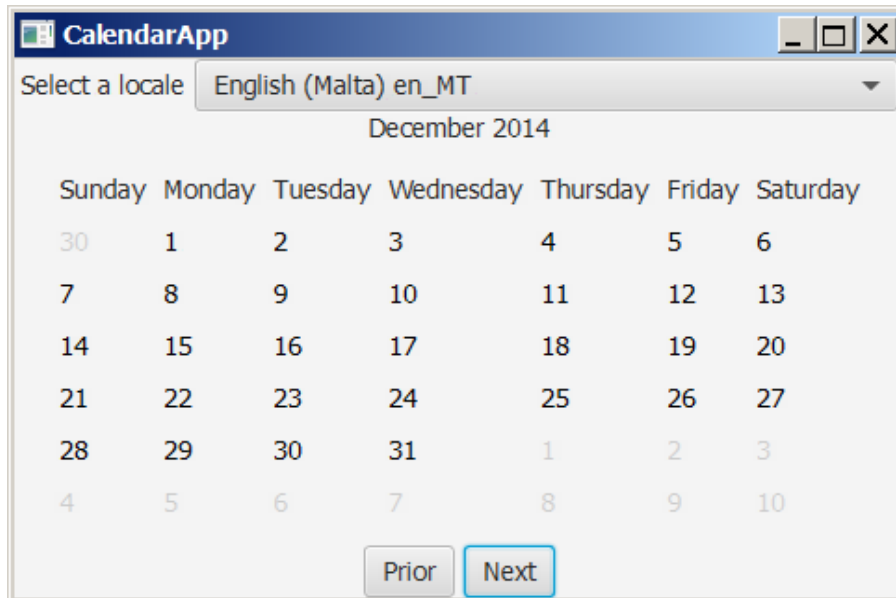 CalendarApp
Select a locale English (Malta) en_MT
December 2014
Sunday Monday Tuesday Wednesday Thursday Friday Saturday
30 1 2 3 4 5 6
7 8 9 10 11 12 13
14 15 16 17 18 19 20
21 22 23 24 25 26 27
28 29 30 31 1 2 3
4 5 6 7 8 9 10
Prior Next